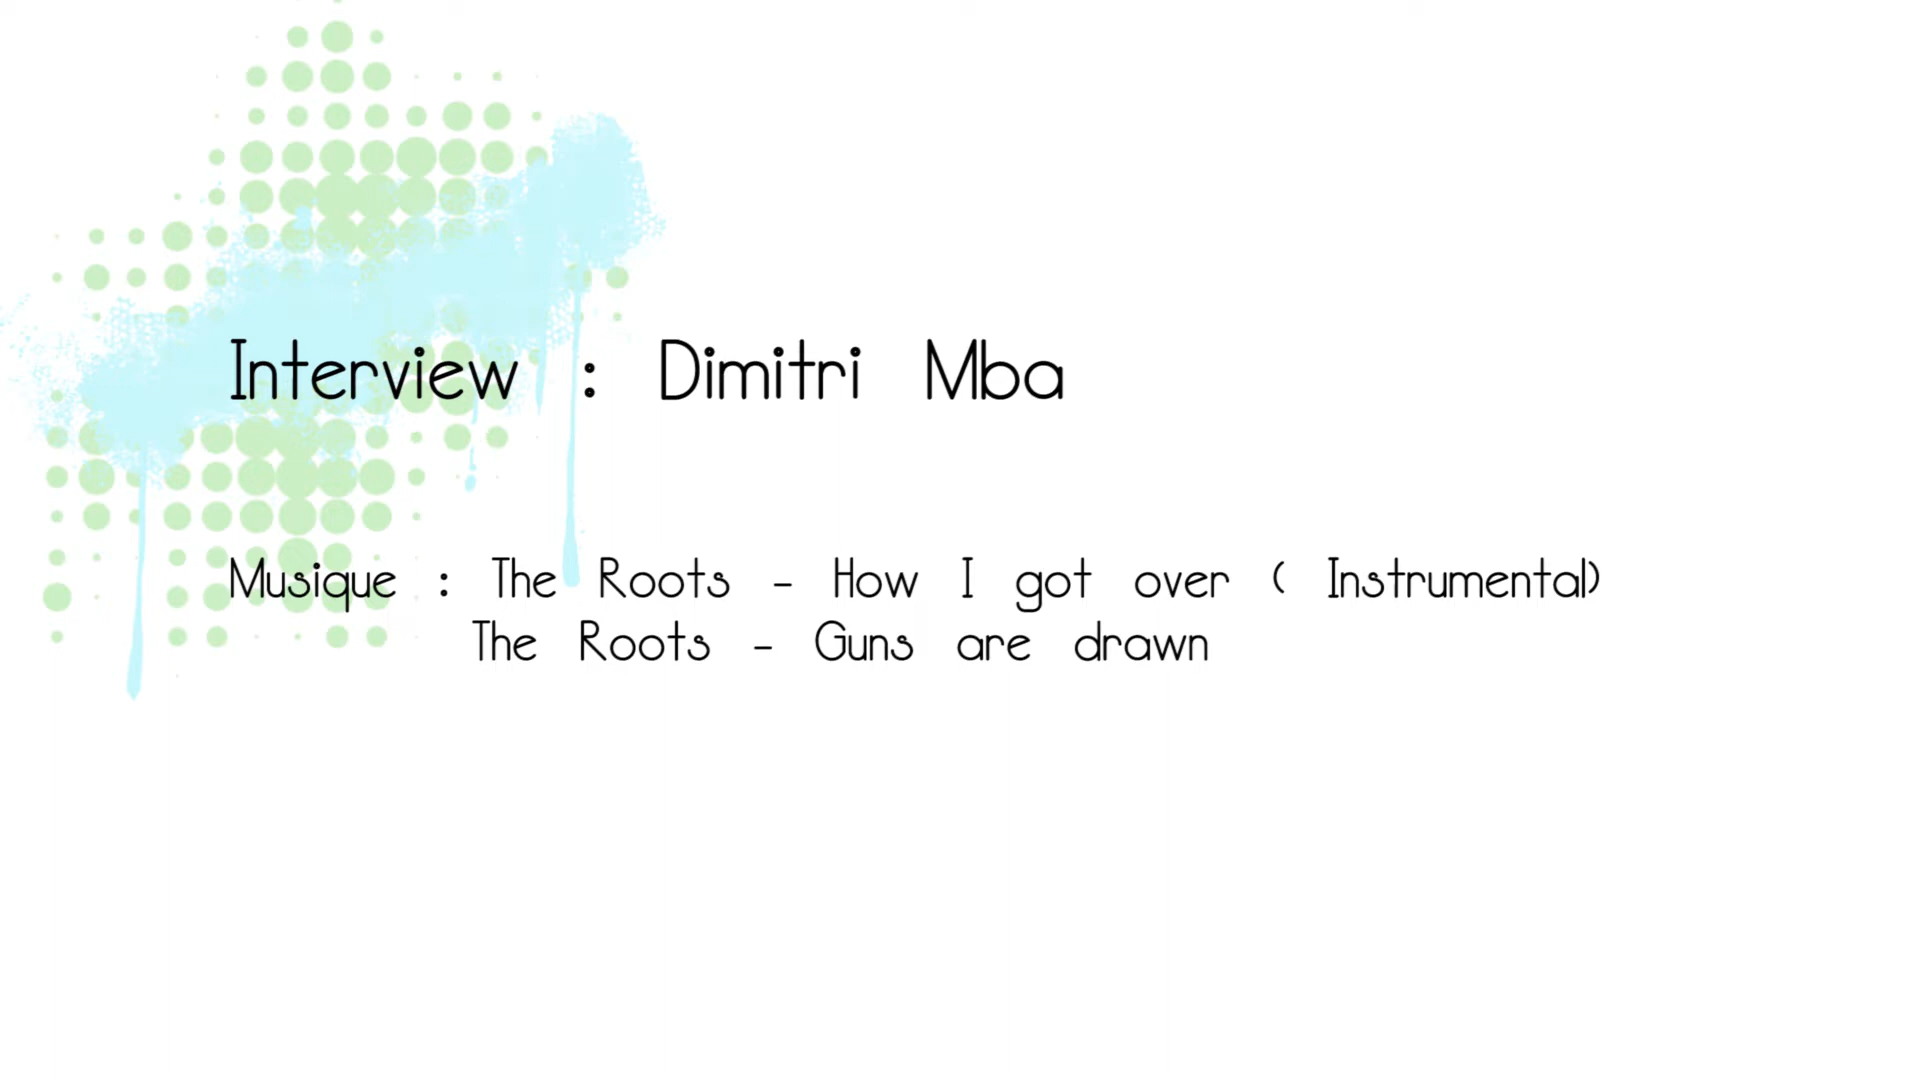 Interview : Dimitri Mba
Musique : The Roots - How I got over ( Instrumental)
The Roots - Guns are drawn